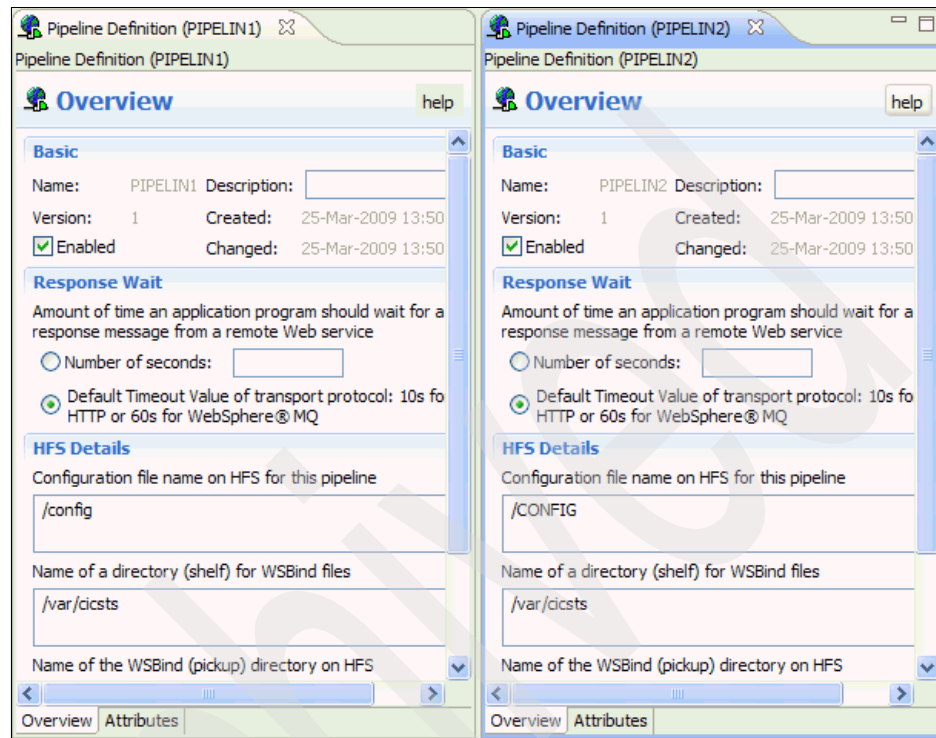 Pipeline Definition (PIPELIN1)
Pipeline Definition (PIPELIN1)
Overview
help
Basic
Name: PIPELIN1 Description:
Version: 1 Created: 25-Mar-2009 13:50
Enabled Changed: 25-Mar-2009 13:50
Response Wait
Amount of time an application program should wait for a
response message from a remote Web service
Number of seconds:
Default Timeout Value of transport protocol: 10s fo
HTTP or 60s for WebSphere® MQ
HFS Details
Configuration file name on HFS for this pipeline
/config
Name of a directory (shelf) for WSBind files
/var/cicsts
Name of the WSBind (pickup) directory on HFS
Overview Attributes
Pipeline Definition (PIPELIN2)
Pipeline Definition (PIPELIN2)
Overview
help
Basic
Name: PIPELIN2 Description:
Version: 1 Created: 25-Mar-2009 13:50
Enabled Changed: 25-Mar-2009 13:50
Response Wait
Amount of time an application program should wait for a
response message from a remote Web service
Number of seconds:
Default Timeout Value of transport protocol: 10s fo
HTTP or 60s for WebSphere® MQ
HFS Details
Configuration file name on HFS for this pipeline
/CONFIG
Name of a directory (shelf) for WSBind files
/var/cicsts
Name of the WSBind (pickup) directory on HFS
Overview Attributes